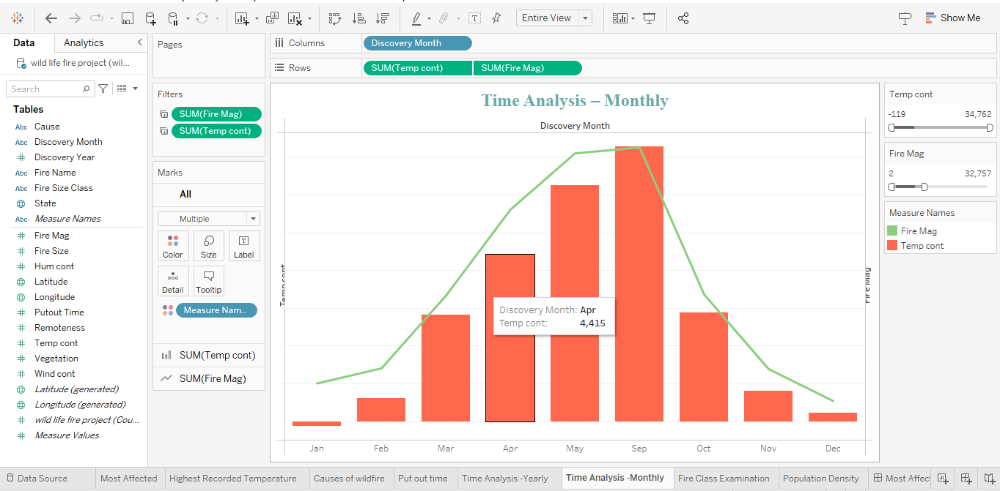 Entire View
Show Me
Data
Analytics
wild life fire project (wil...
Search
Tables
Abc Cause
Abc Discovery Month
Discovery Year
Abc Fire Name
Abc Fire Size Class
State
Abc Measure Names
Fire Mag
Fire Size
Hum cont
Latitude
Longitude
Putout Time
Remoteness
Temp cont
Vegetation
Wind cont
Latitude (generated)
Longitude (generated)
wild life fire project (Cou...
Measure Values
Pages
Filters
SUM(Fire Mag)
SUM(Temp cont)
Marks
All
Multiple
Color Size Label
Detail Tooltip
Measure Nam..
SUM(Temp cont)
SUM(Fire Mag)
Columns Discovery Month
Rows SUM(Temp cont) SUM(Fire Mag)
Time Analysis – Monthly
Discovery Month
Temp cont
Discovery Month: Apr
Temp cont: 4,415
Fire Mag
Jan Feb Mar Apr May Sep Oct Nov Dec
Temp cont
-119 34,762
Fire Mag
2 32,757
Measure Names
Fire Mag
Temp cont
Data Source Most Affected Highest Recorded Temperature Causes of wildfire Put out time Time Analysis -Yearly Time Analysis -Monthly Fire Class Examination Population Density Most Affect